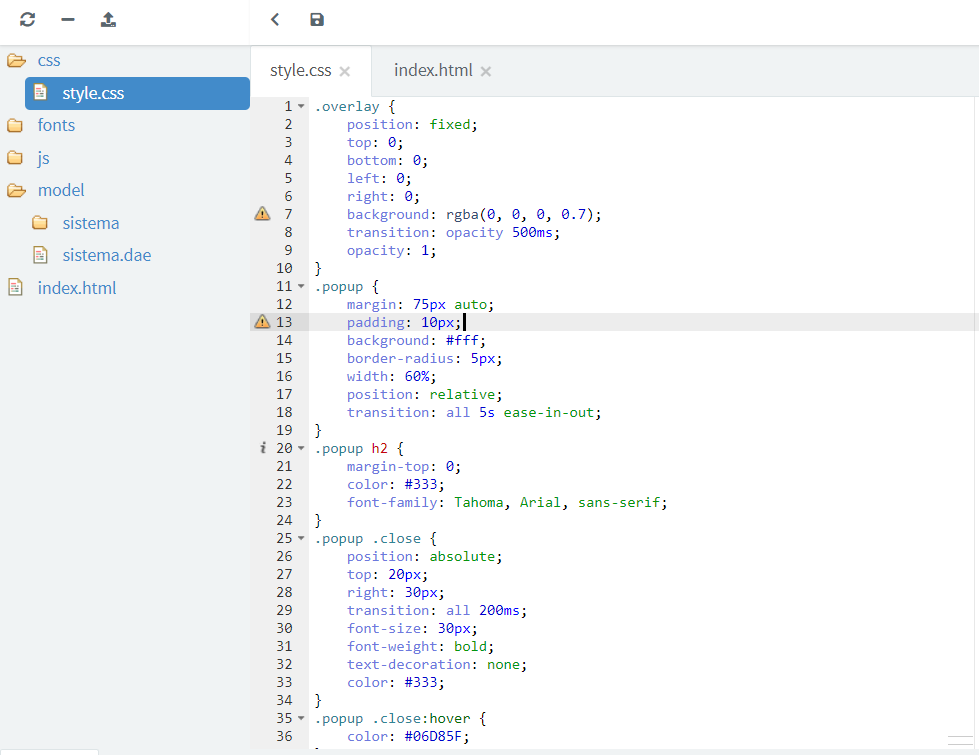 css
style.css
fonts
js
model
sistema
sistema.dae
index.html
style.css ×
index.html ×
1 .overlay {
2 position: fixed;
3 top: 0;
4 bottom: 0;
5 left: 0;
6 right: 0;
7 background: rgba(0, 0, 0, 0.7);
8 transition: opacity 500ms;
9 opacity: 1;
10 }
11 .popup {
12 margin: 75px auto;
13 padding: 10px;
14 background: #fff;
15 border-radius: 5px;
16 width: 60%;
17 position: relative;
18 transition: all 5s ease-in-out;
19 }
i 20 .popup h2 {
21 margin-top: 0;
22 color: #333;
23 font-family: Tahoma, Arial, sans-serif;
24 }
25 .popup .close {
26 position: absolute;
27 top: 20px;
28 right: 30px;
29 transition: all 200ms;
30 font-size: 30px;
31 font-weight: bold;
32 text-decoration: none;
33 color: #333;
34 }
35 .popup .close:hover {
36 color: #06D85F;